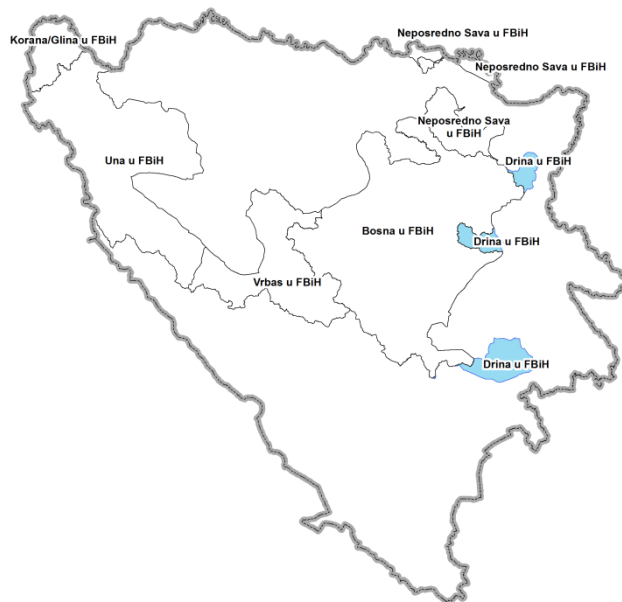 Neposredno Sava u FBiH
Korana/Glina u FBiH
Neposredno Sava u FBiH
Neposredno Sava
u FBiH
Una u FBiH
Drina u FBiH
Bosna u FBiH
Drina u FBiH
Vrbas u FBiH
Drina u FBiH